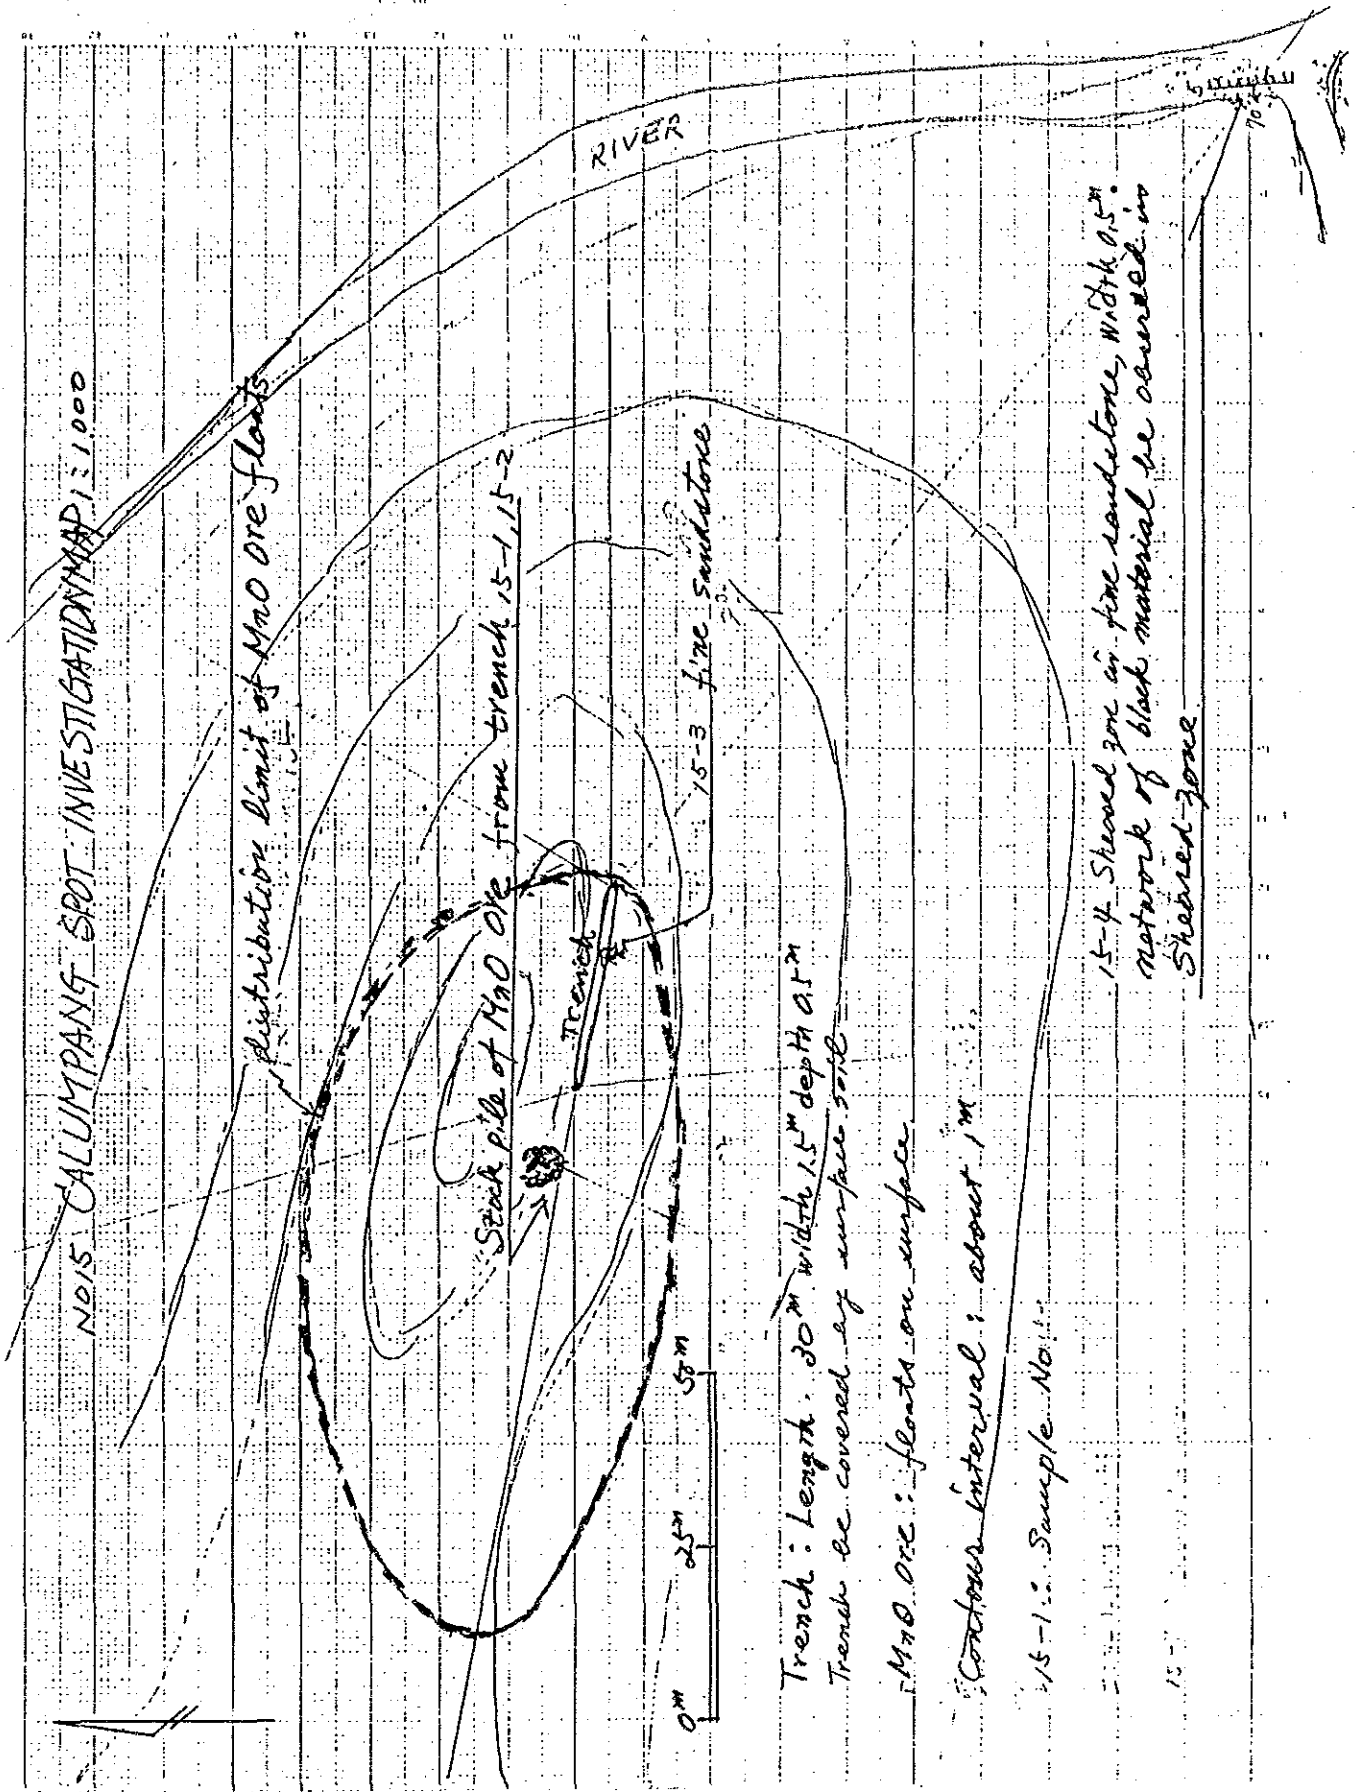 NO15 CALUMPANG SPOT INVESTIGATION MAP 1:1000
distribution limit of MnO ore floats
RIVER
Stock pile of MnO ore from trench 15-1, 15-2
Trench
15-3 fine sandstone
0m 25m 50m
Trench : Length : 30m width 1.5m depth 0.5m
Trench be covered by surface soil
MnO ore : floats on surface
Contour interval : about 1m
15-1 : Sample No.
15-4 Sheared zone in fine sandstone, width 0.5m.
network of black material be occured in
Sheared zone
5
70